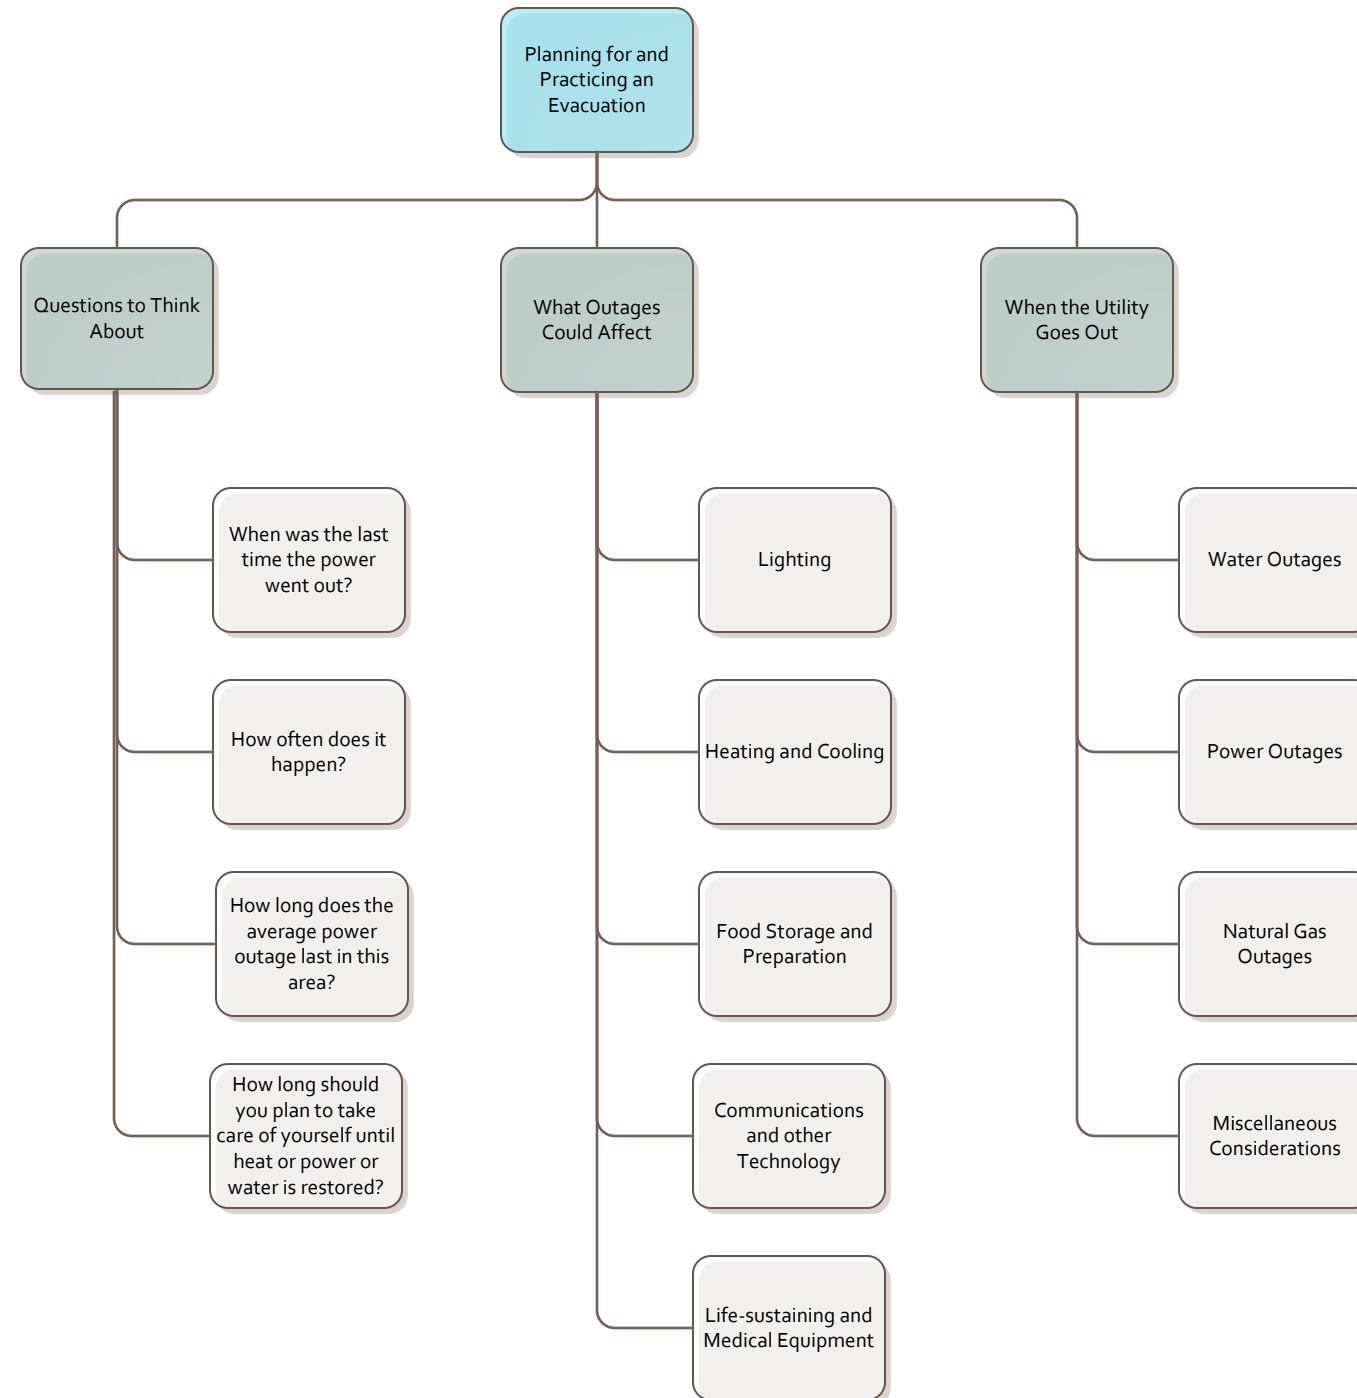 Planning for and
Practicing an
Evacuation
Questions to Think
About
What Outages
Could Affect
When the Utility
Goes Out
When was the last
time the power
went out?
How often does it
happen?
How long does the
average power
outage last in this
area?
How long should
you plan to take
care of yourself until
heat or power or
water is restored?
Lighting
Heating and Cooling
Food Storage and
Preparation
Communications
and other
Technology
Life-sustaining and
Medical Equipment
Water Outages
Power Outages
Natural Gas
Outages
Miscellaneous
Considerations